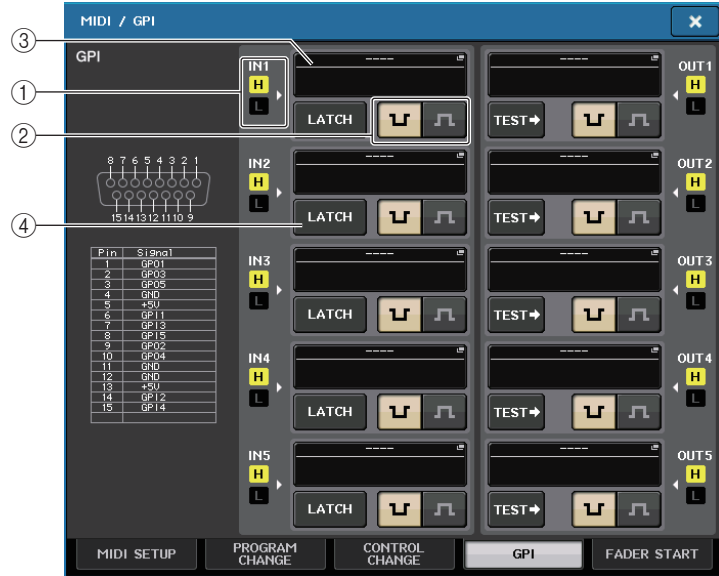 MIDI / GPI
GPI
③
①
②
④
IN1
H
L
----
LATCH
IN2
H
L
----
LATCH
IN3
H
L
----
LATCH
IN4
H
L
----
LATCH
IN5
H
L
----
LATCH
----
TEST
OUT1
H
L
----
TEST
OUT2
H
L
----
TEST
OUT3
H
L
----
TEST
OUT4
H
L
----
TEST
OUT5
H
L
8 7 6 5 4 3 2 1
15 14 13 12 11 10 9
Pin Signal
1 GPO1
2 GPO3
3 GPO5
4 GND
5 +5V
6 GPI1
7 GPI3
8 GPI5
9 GPO2
10 GPO4
11 GND
12 GND
13 +5V
14 GPI2
15 GPI4
MIDI SETUP
PROGRAM
CHANGE
CONTROL
CHANGE
GPI
FADER START